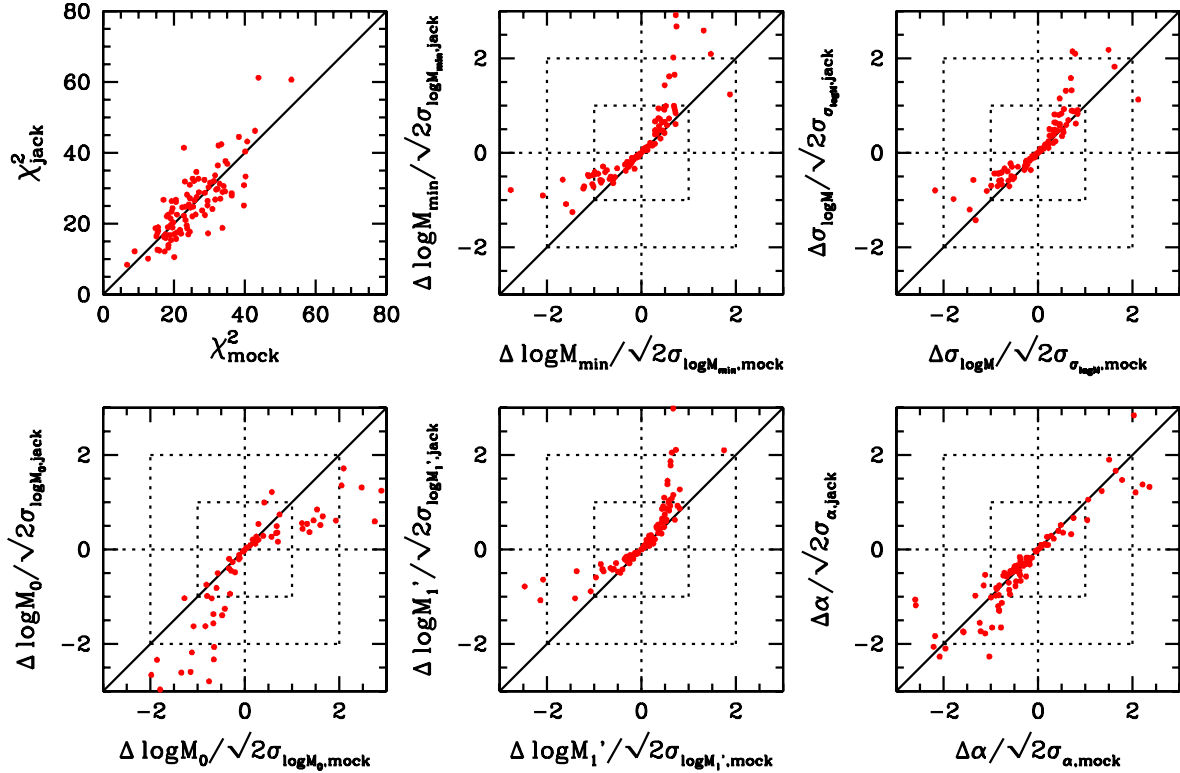 80
60
40
20
0
0 20 40 60 80
χ²jack
χ²mock
2
0
−2
−2 0 2
Δ logMmin/√2σlogMmin,jack
Δ logMmin/√2σlogMmin,mock
2
0
−2
−2 0 2
ΔσlogM/√2σσlogM,jack
ΔσlogM/√2σσlogM,mock
2
0
−2
−2 0 2
Δ logM0/√2σlogM0,jack
Δ logM0/√2σlogM0,mock
2
0
−2
−2 0 2
Δ logM1'/√2σlogM1',jack
Δ logM1'/√2σlogM1',mock
2
0
−2
−2 0 2
Δα/√2σα,jack
Δα/√2σα,mock